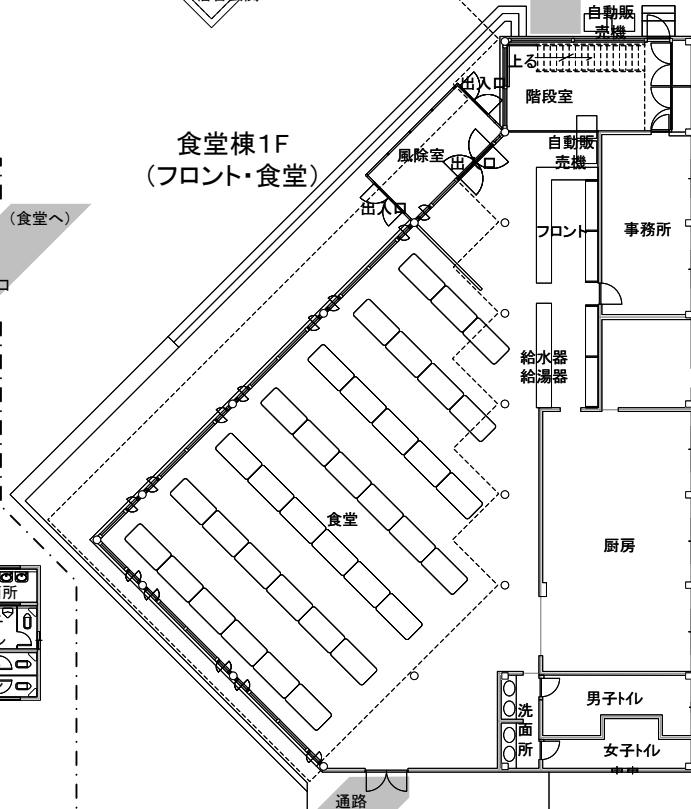 自動販
売機
上る
出入口
階段室
食堂棟1F
(フロント・食堂)
風除室
出入口
自動販
売機
出入口
(食堂へ)
フロント
事務所
給水器
給湯器
食堂
厨房
男子トイル
洗面所
女子トイル
通路